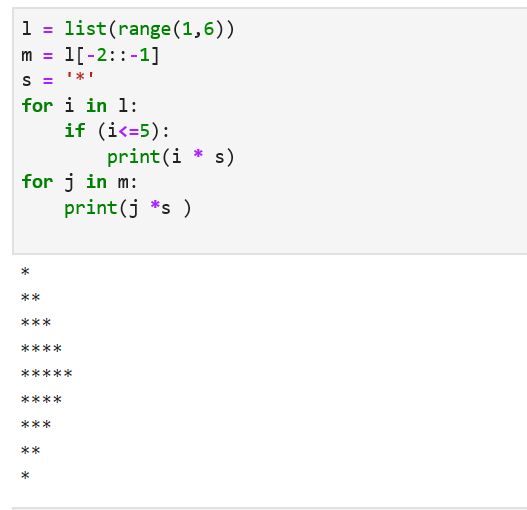 l = list(range(1,6))
m = l[-2::-1]
s = '*'
for i in l:
    if (i<=5):
        print(i * s)
for j in m:
    print(j *s )
*
**
***
****
*****
****
***
**
*